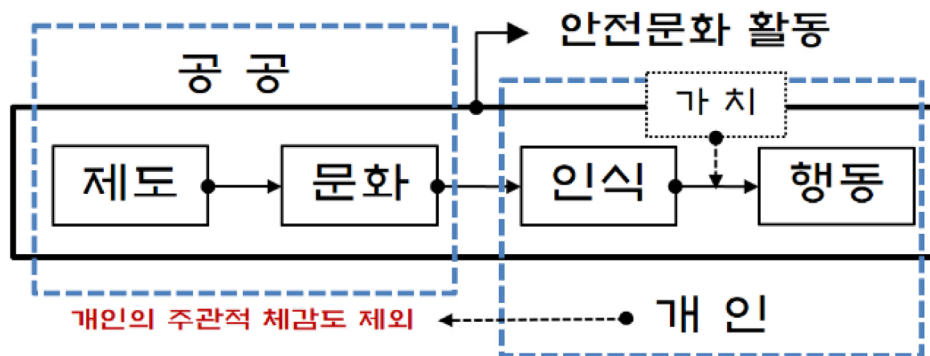 안전문화 활동
공 공
가 치
제도
문화
인식
행동
개인의 주관적 체감도 제외
개 인